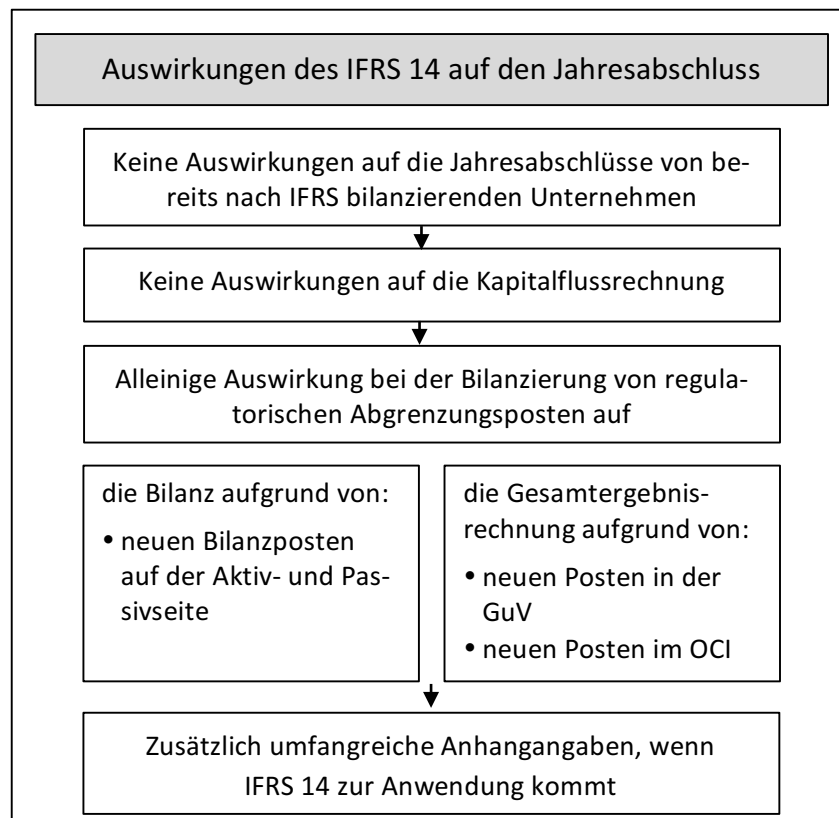 Auswirkungen des IFRS 14 auf den Jahresabschluss
Keine Auswirkungen auf die Jahresabschlüsse von be-
reits nach IFRS bilanzierenden Unternehmen
Keine Auswirkungen auf die Kapitalflussrechnung
Alleinige Auswirkung bei der Bilanzierung von regula-
torischen Abgrenzungsposten auf
die Bilanz aufgrund von:
• neuen Bilanzposten
auf der Aktiv- und Pas-
sivseite
die Gesamtergebnis-
rechnung aufgrund von:
• neuen Posten in der
GuV
• neuen Posten im OCI
Zusätzlich umfangreiche Anhangangaben, wenn
IFRS 14 zur Anwendung kommt